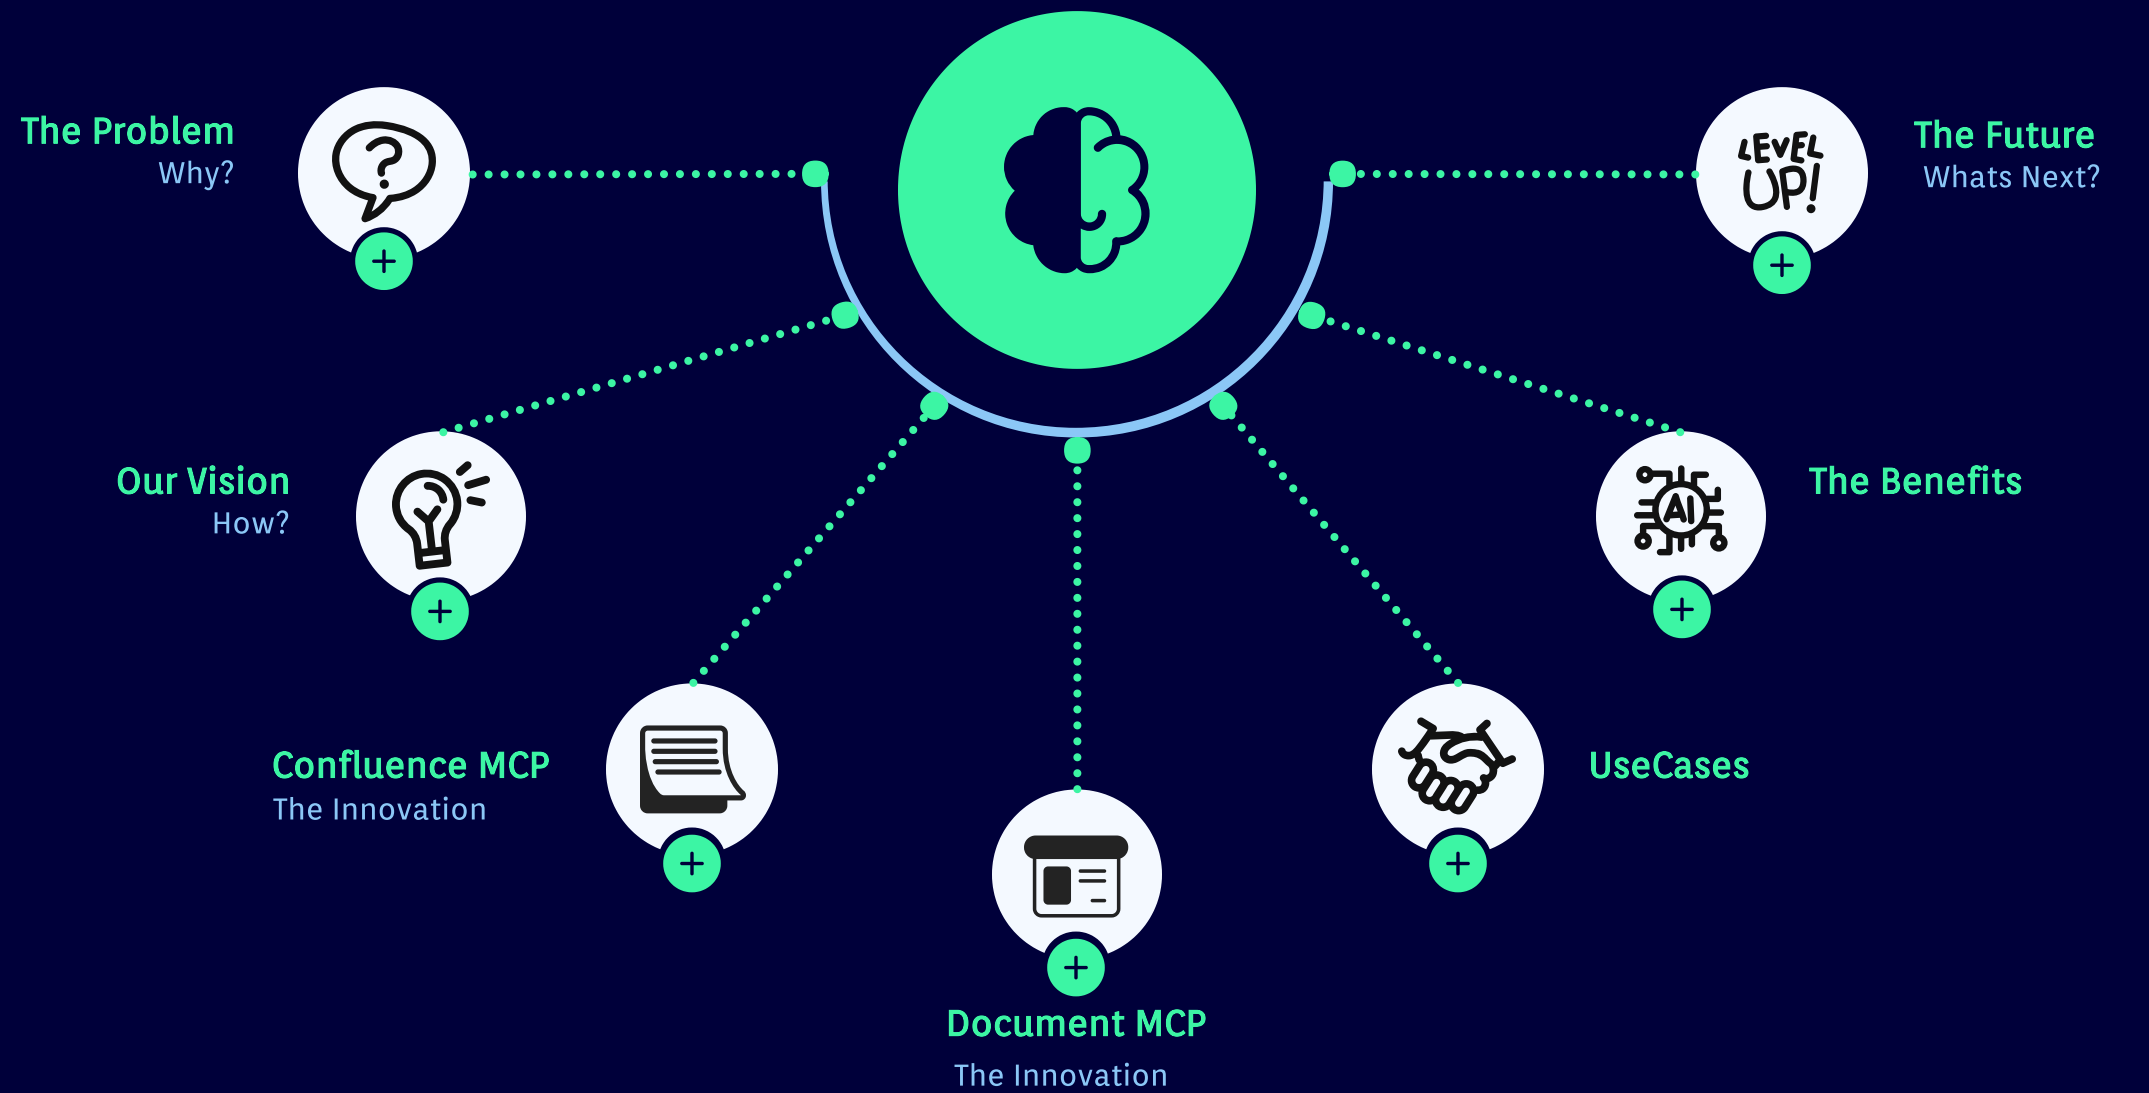 The Problem
Why?
LEVEL
UP!
The Future
Whats Next?
Our Vision
How?
AI
The Benefits
Confluence MCP
The Innovation
UseCases
Document MCP
The Innovation